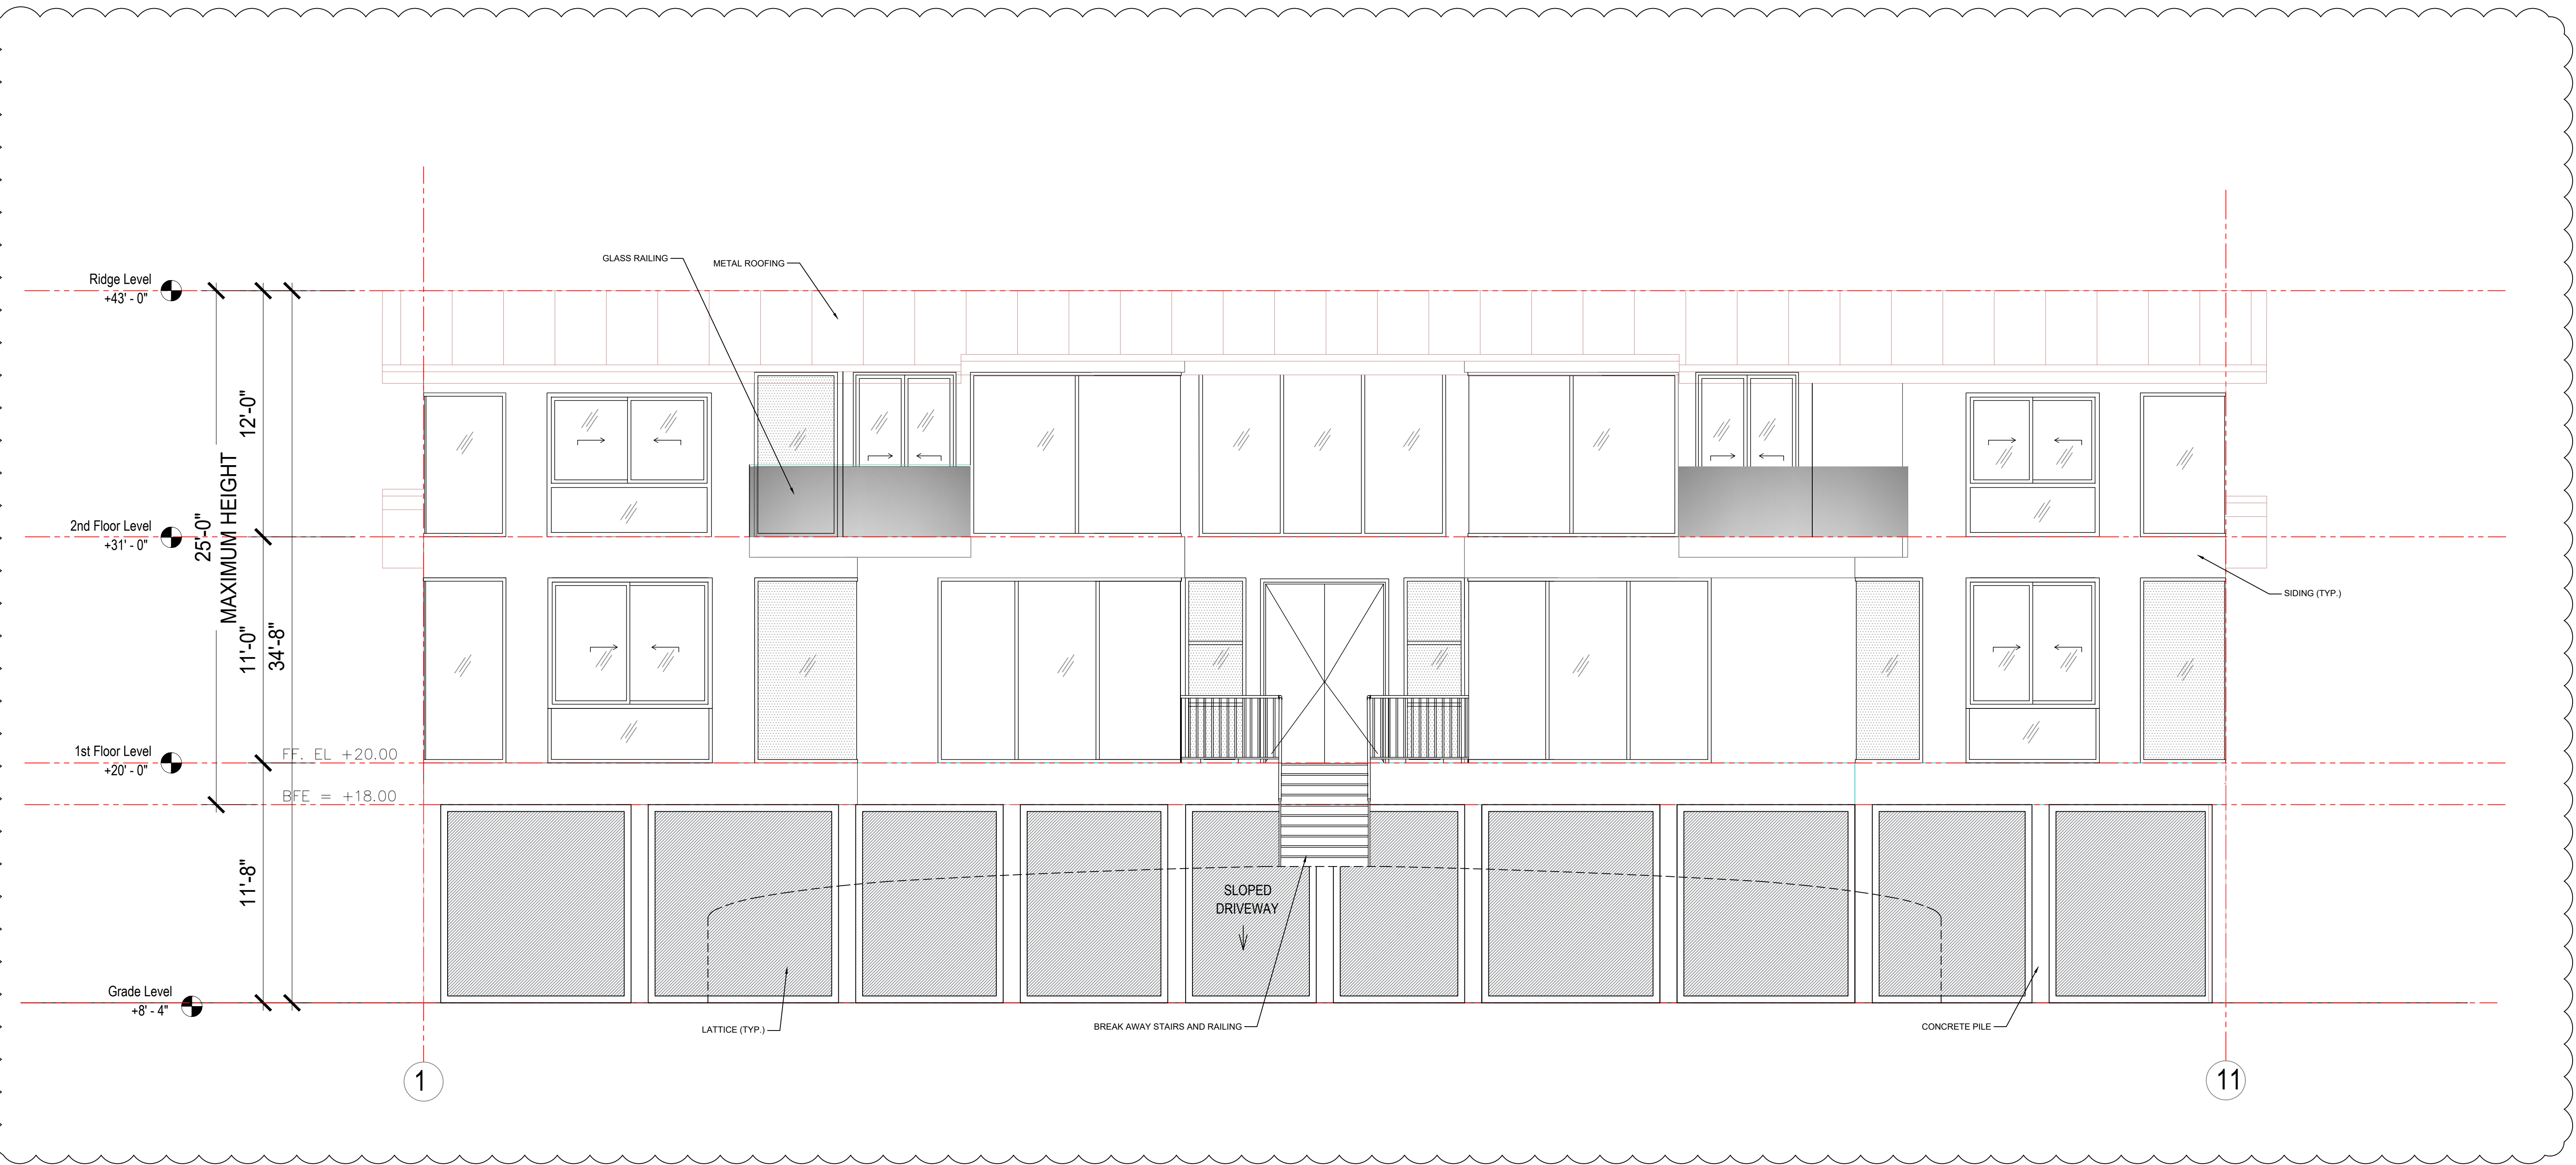 GLASS RAILING
METAL ROOFING
Ridge Level
+43' - 0"
12'-0"
25'-0"
MAXIMUM HEIGHT
2nd Floor Level
+31' - 0"
SIDING (TYP.)
11'-0"
34'-8"
1st Floor Level
+20' - 0"
FF. EL +20.00
BFE = +18.00
11'-8"
SLOPED
DRIVEWAY
Grade Level
+8' - 4"
LATTICE (TYP.)
BREAK AWAY STAIRS AND RAILING
CONCRETE PILE
1
11